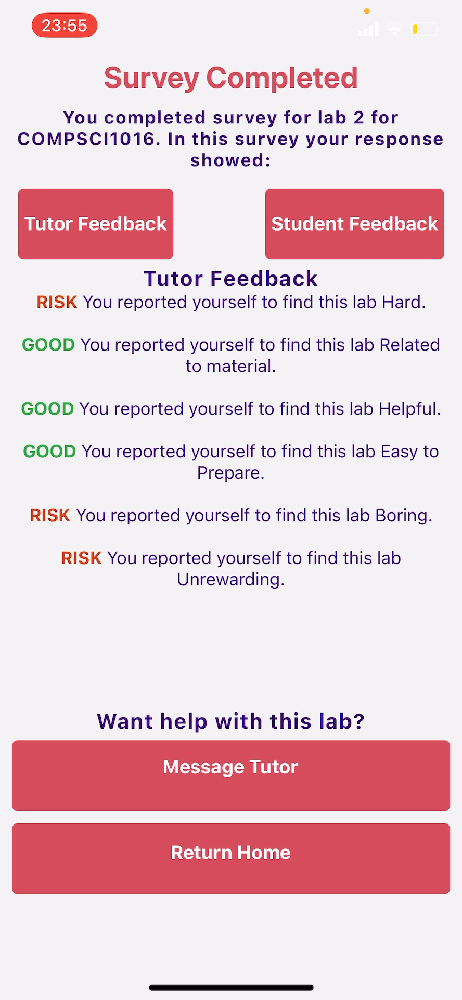 23:55
Survey Completed
You completed survey for lab 2 for
COMPSCI1016. In this survey your response
showed:
Tutor Feedback
Student Feedback
Tutor Feedback
RISK You reported yourself to find this lab Hard.
GOOD You reported yourself to find this lab Related
to material.
GOOD You reported yourself to find this lab Helpful.
GOOD You reported yourself to find this lab Easy to
Prepare.
RISK You reported yourself to find this lab Boring.
RISK You reported yourself to find this lab
Unrewarding.
Want help with this lab?
Message Tutor
Return Home